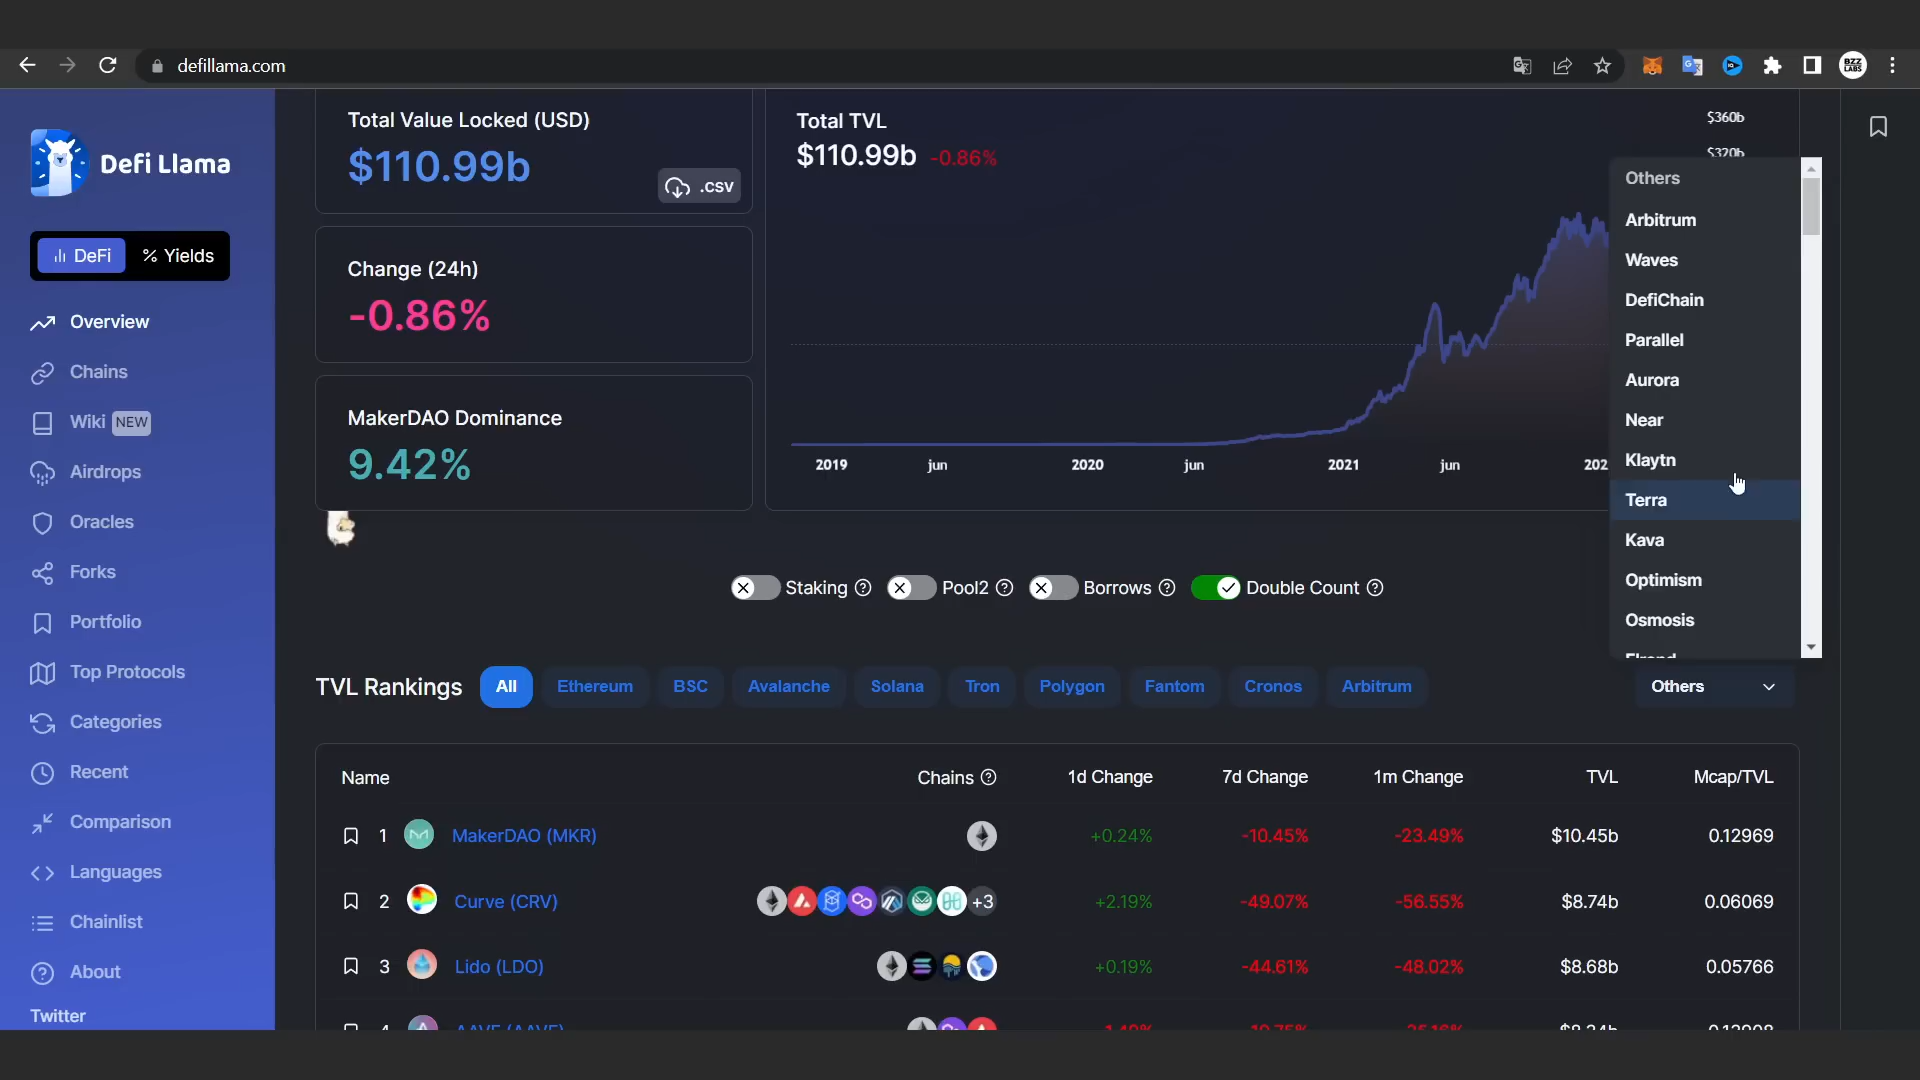 defillama.com
BZZ LABS
Defi Llama
DeFi
% Yields
Overview
Chains
Wiki NEW
Airdrops
Oracles
Forks
Portfolio
Top Protocols
Categories
Recent
Comparison
Languages
Chainlist
About
Twitter
Total Value Locked (USD)
$110.99b
.csv
Change (24h)
-0.86%
MakerDAO Dominance
9.42%
Total TVL
$110.99b -0.86%
$360b
$320b
2019 jun 2020 jun 2021 jun 202
Others
Arbitrum
Waves
DefiChain
Parallel
Aurora
Near
Klaytn
Terra
Kava
Optimism
Osmosis
Elrond
Staking Pool2 Borrows Double Count
TVL Rankings All Ethereum BSC Avalanche Solana Tron Polygon Fantom Cronos Arbitrum Others
Name Chains 1d Change 7d Change 1m Change TVL Mcap/TVL
1 MakerDAO (MKR) +0.24% -10.45% -23.49% $10.45b 0.12969
2 Curve (CRV) +3 +2.19% -49.07% -56.55% $8.74b 0.06069
3 Lido (LDO) +0.19% -44.61% -48.02% $8.68b 0.05766
4 AAVE (AAVE)